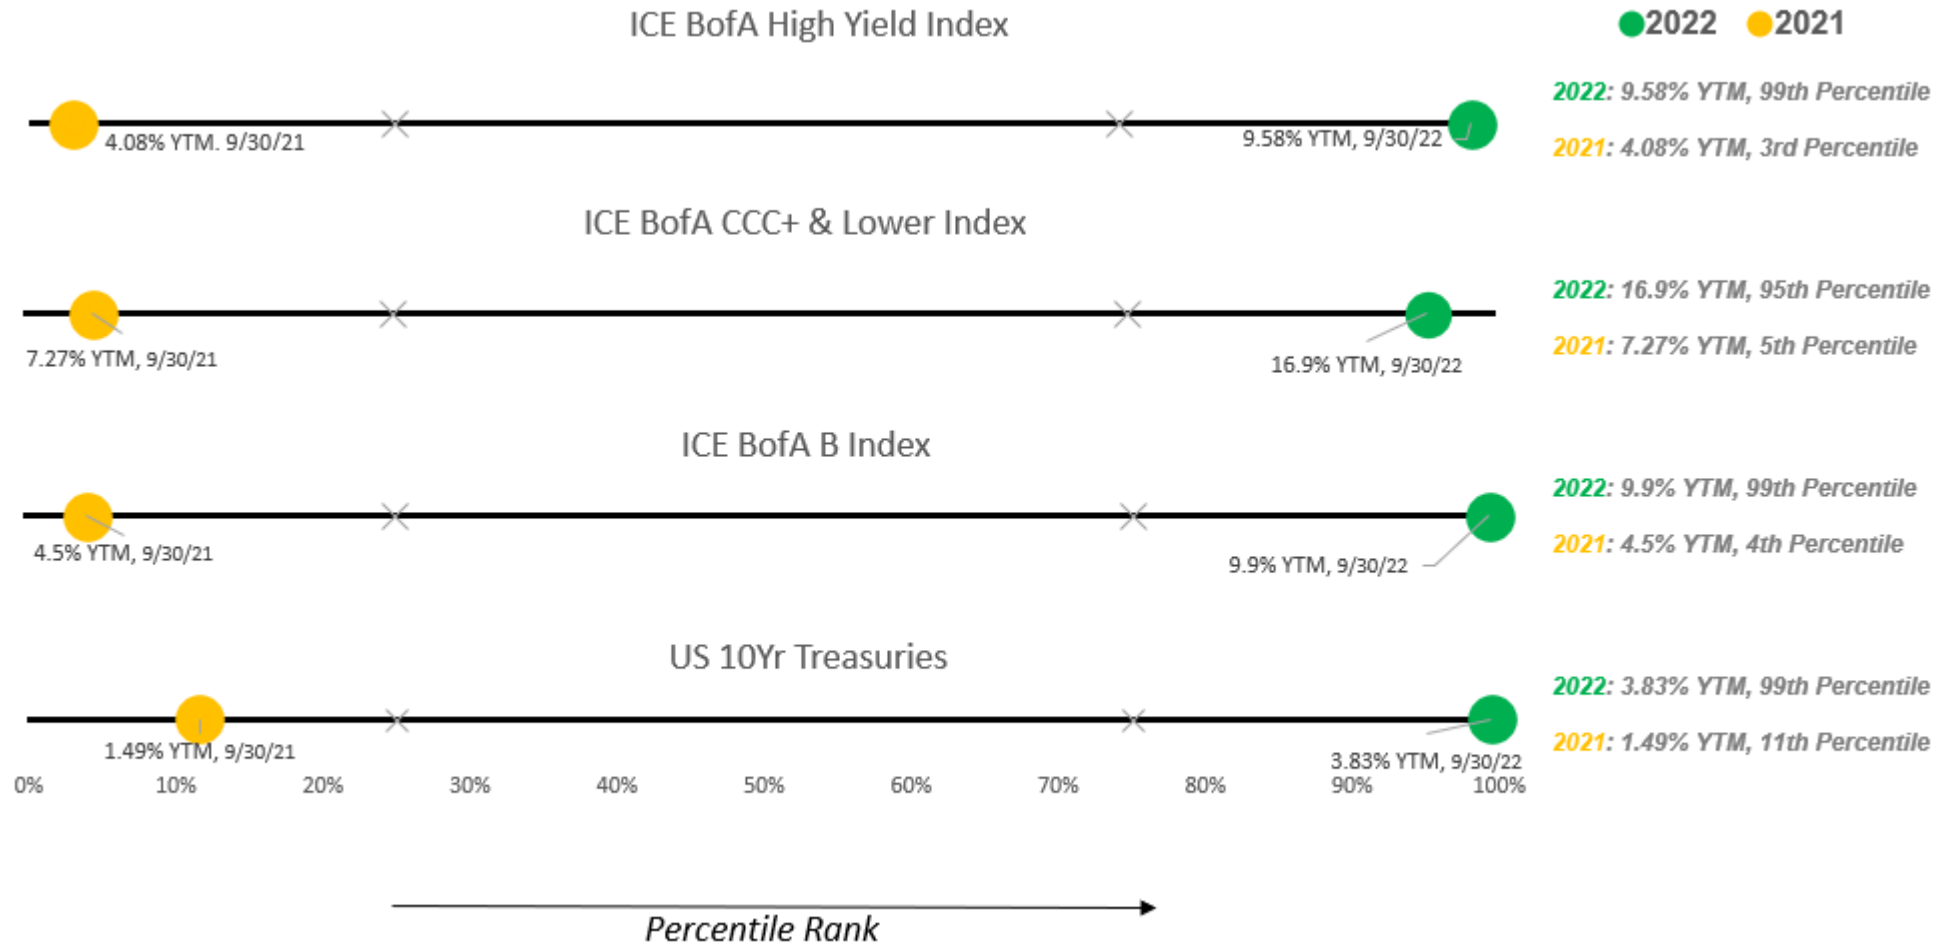 ICE BofA High Yield Index
2022 2021
4.08% YTM. 9/30/21
9.58% YTM, 9/30/22
2022: 9.58% YTM, 99th Percentile
2021: 4.08% YTM, 3rd Percentile
ICE BofA CCC+ & Lower Index
7.27% YTM, 9/30/21
16.9% YTM, 9/30/22
2022: 16.9% YTM, 95th Percentile
2021: 7.27% YTM, 5th Percentile
ICE BofA B Index
4.5% YTM, 9/30/21
9.9% YTM, 9/30/22
2022: 9.9% YTM, 99th Percentile
2021: 4.5% YTM, 4th Percentile
US 10Yr Treasuries
1.49% YTM, 9/30/21
3.83% YTM, 9/30/22
2022: 3.83% YTM, 99th Percentile
2021: 1.49% YTM, 11th Percentile
0% 10% 20% 30% 40% 50% 60% 70% 80% 90% 100%
Percentile Rank